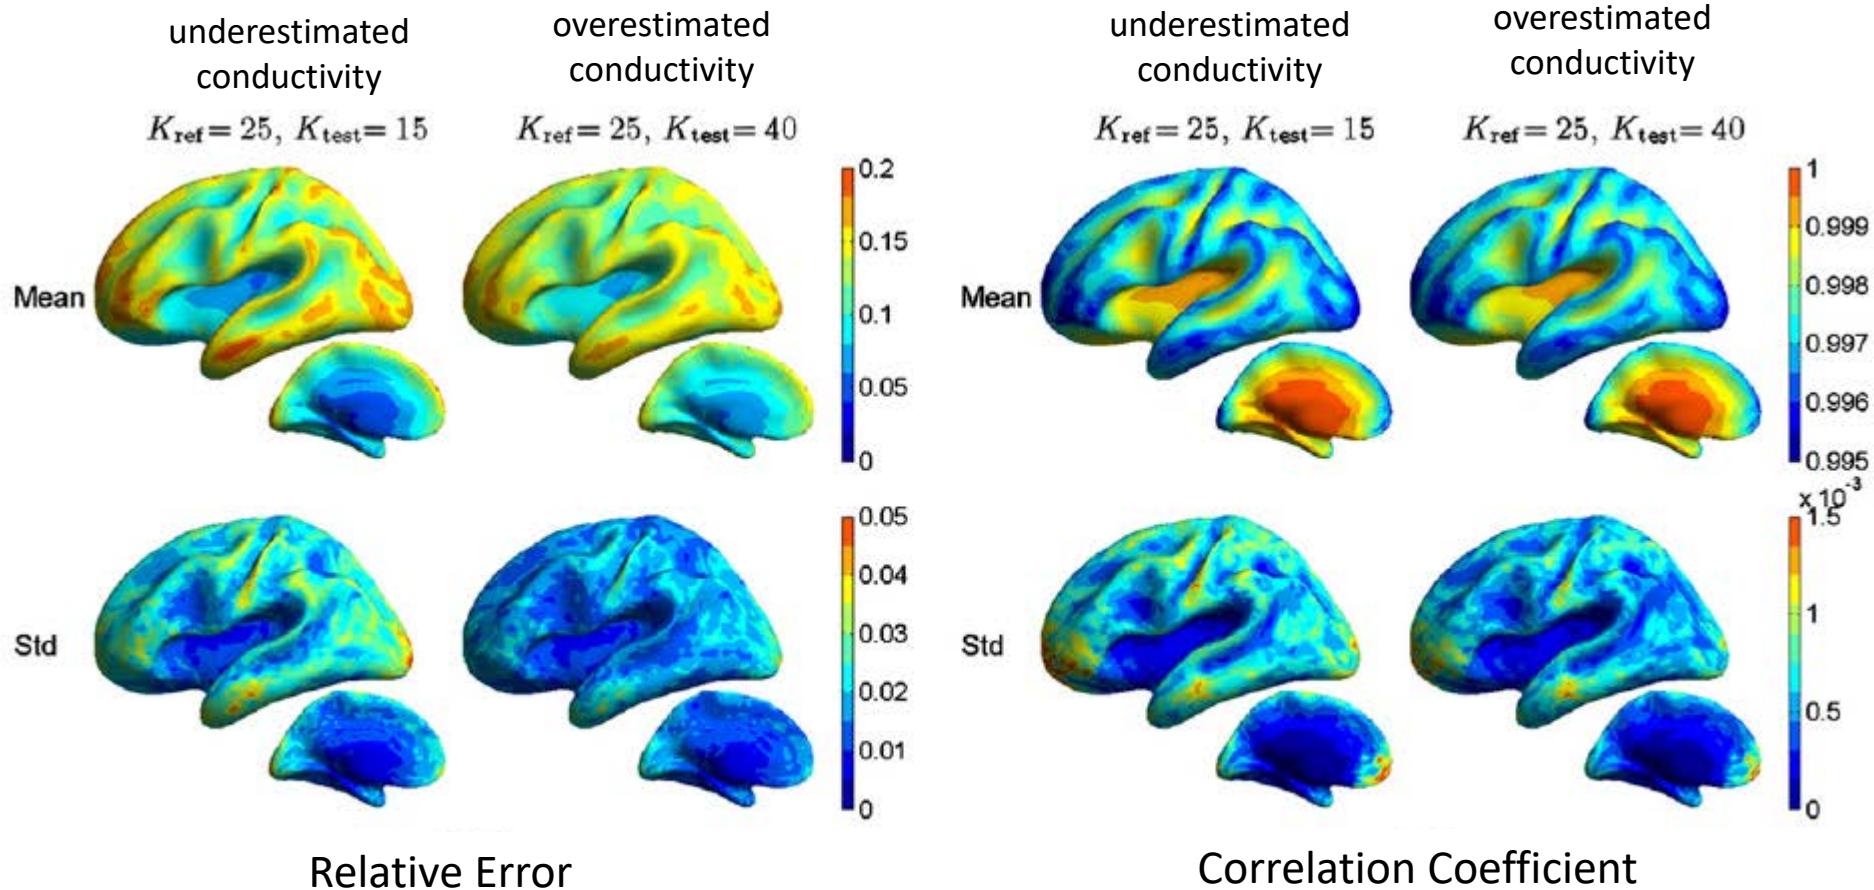 underestimated
conductivity
overestimated
conductivity
underestimated
conductivity
overestimated
conductivity
K_ref = 25, K_test = 15
K_ref = 25, K_test = 40
K_ref = 25, K_test = 15
K_ref = 25, K_test = 40
Mean
0.2
0.15
0.1
0.05
0
Mean
1
0.999
0.998
0.997
0.996
0.995
Std
0.05
0.04
0.03
0.02
0.01
0
Std
x 10^-3
1.5
1
0.5
0
Relative Error
Correlation Coefficient